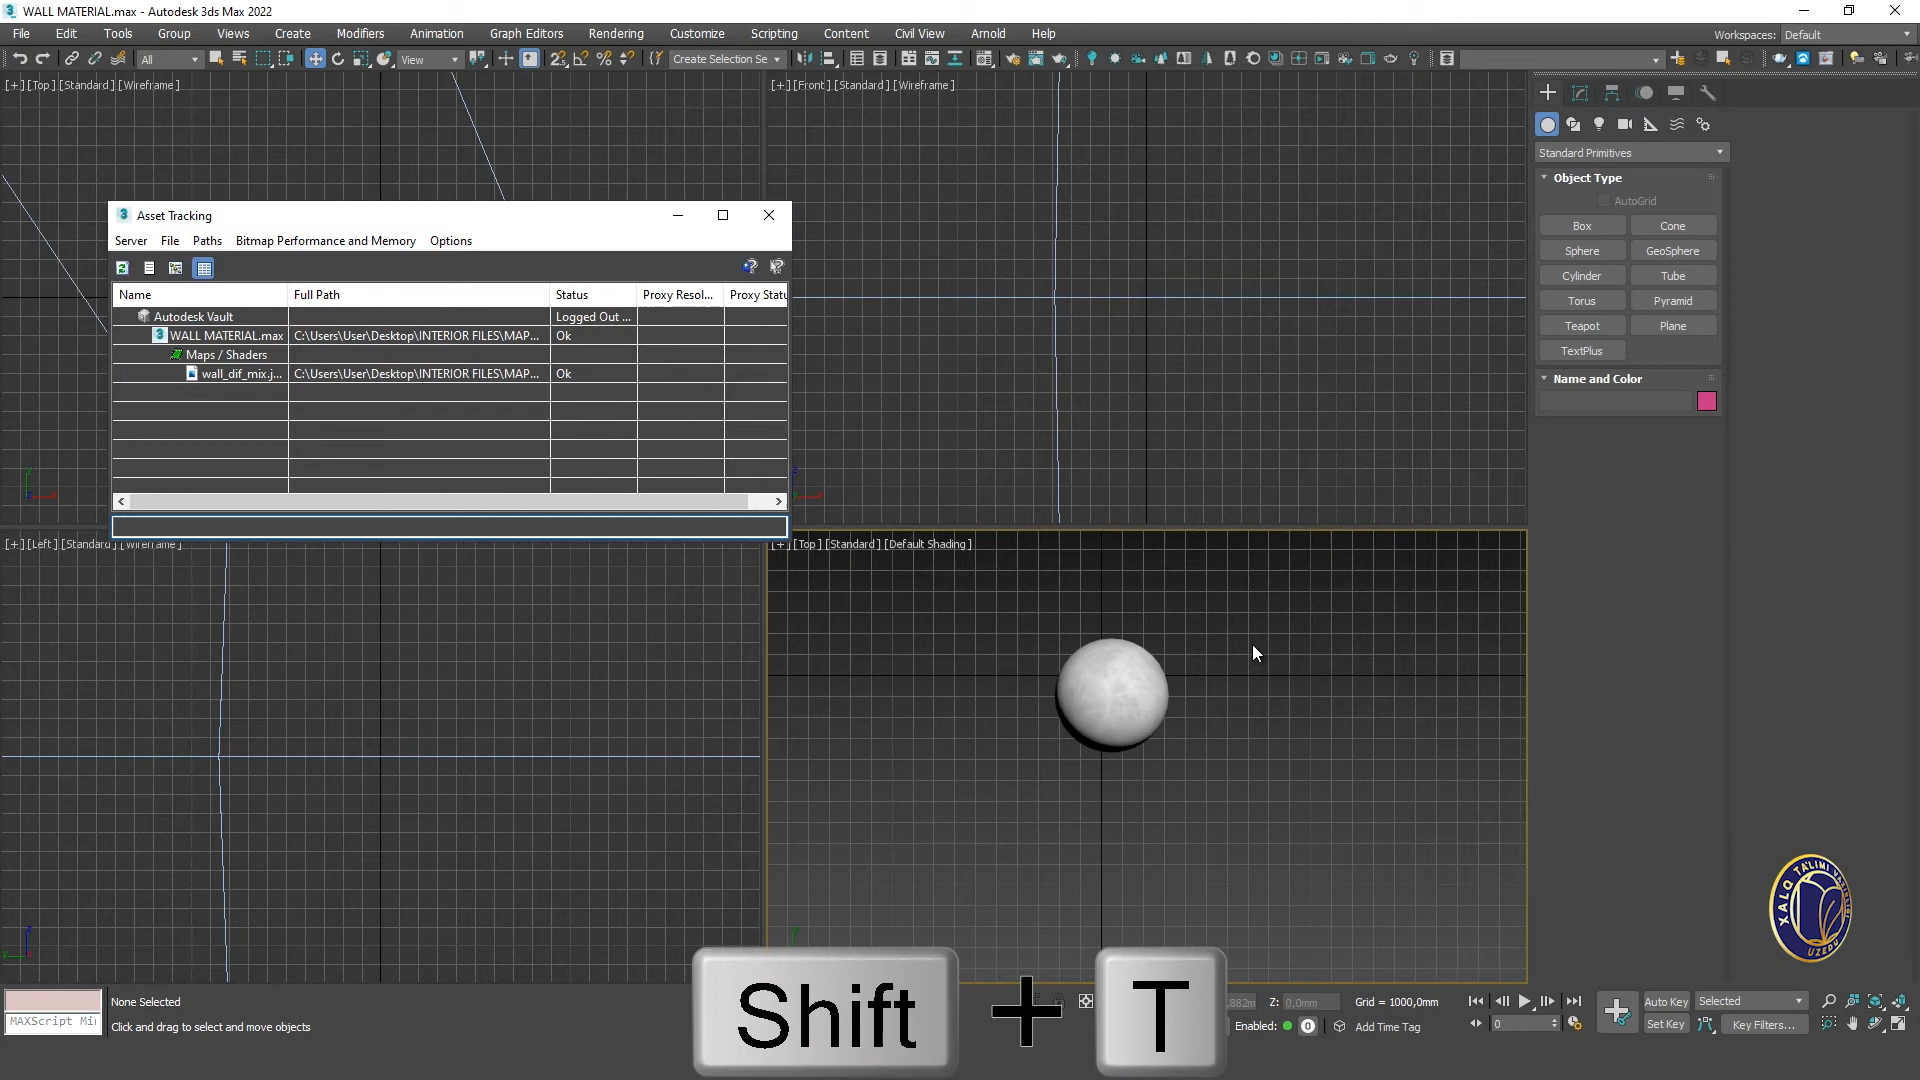 WALL MATERIAL.max - Autodesk 3ds Max 2022
File Edit Tools Group Views Create Modifiers Animation Graph Editors Rendering Customize Scripting Content Civil View Arnold Help
Workspaces: Default
All View Create Selection Se
[+] [Top] [Standard] [Wireframe]
[+] [Front] [Standard] [Wireframe]
Standard Primitives
Object Type
AutoGrid
Box Cone
Sphere GeoSphere
Cylinder Tube
Torus Pyramid
Teapot Plane
TextPlus
Name and Color
Asset Tracking
Server File Paths Bitmap Performance and Memory Options
Name Full Path Status Proxy Resol... Proxy Statu
Autodesk Vault Logged Out ...
WALL MATERIAL.max C:\Users\User\Desktop\INTERIOR FILES\MAP... Ok
Maps / Shaders
wall_dif_mix.j... C:\Users\User\Desktop\INTERIOR FILES\MAP... Ok
[+] [Left] [Standard] [Wireframe]
[+] [Top] [Standard] [Default Shading]
XALQ TA'LIMI VAZIRLIGI
UZEDU
Shift + T
None Selected
MAXScript Mi
Click and drag to select and move objects
,882m Z: 0,0mm Grid = 1000,0mm
Enabled: 0 Add Time Tag
0
Auto Key Selected
Set Key Key Filters...